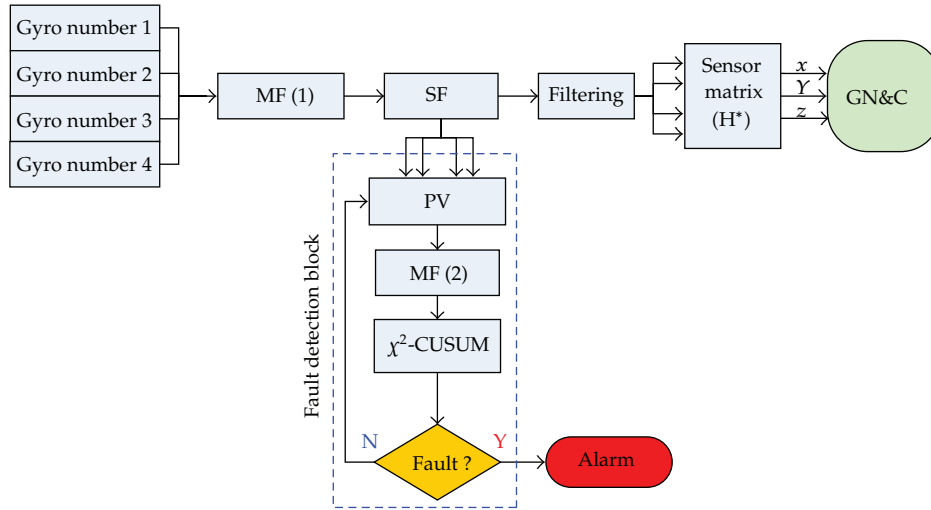 Gyro number 1
Gyro number 2
Gyro number 3
Gyro number 4
MF (1)
SF
Filtering
Sensor
matrix
(H*)
x
Y
z
GN&C
Fault detection block
PV
MF (2)
χ²-CUSUM
N
Fault ?
Y
Alarm